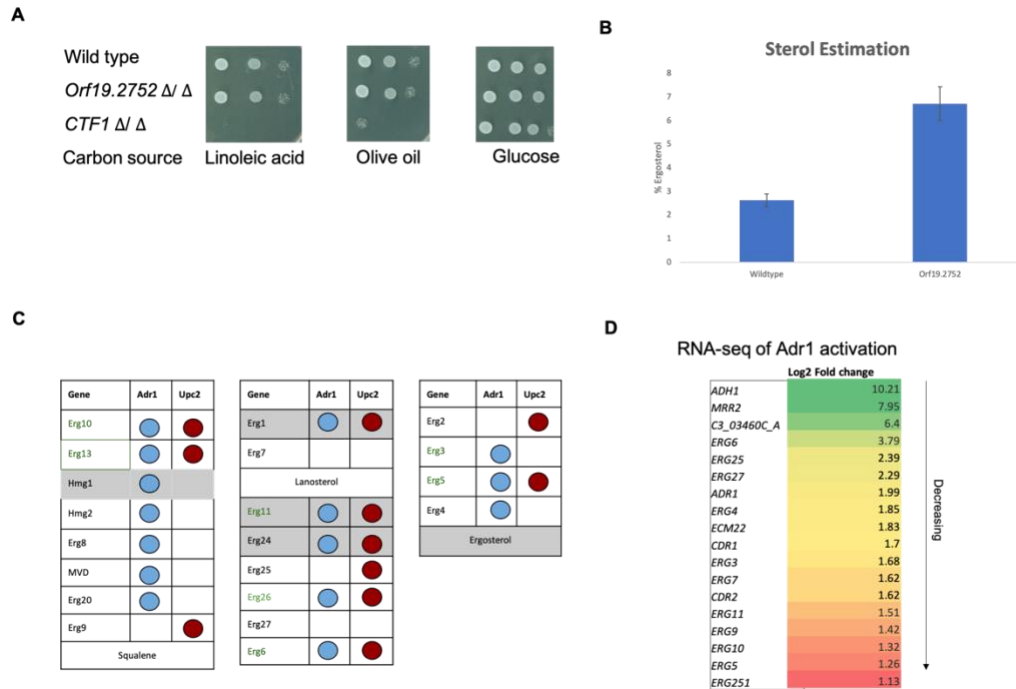 A
Wild type
Orf19.2752 Δ/ Δ
CTF1 Δ/ Δ
Carbon source Linoleic acid Olive oil Glucose
B
Sterol Estimation
8
7
6
5
4
3
2
1
0
% Ergosterol
Wildtype Orf19.2752
C
Gene Adr1 Upc2
Erg10
Erg13
Hmg1
Hmg2
Erg8
MVD
Erg20
Erg9
Squalene
Gene Adr1 Upc2
Erg1
Erg7
Lanosterol
Erg11
Erg24
Erg25
Erg26
Erg27
Erg6
Gene Adr1 Upc2
Erg2
Erg3
Erg5
Erg4
Ergosterol
D
RNA-seq of Adr1 activation
Log2 Fold change
ADH1 10.21
MRR2 7.95
C3_03460C_A 6.4
ERG6 3.79
ERG25 2.39
ERG27 2.29
ADR1 1.99
ERG4 1.85
ECM22 1.83
CDR1 1.7
ERG3 1.68
ERG7 1.62
CDR2 1.62
ERG11 1.51
ERG9 1.42
ERG10 1.32
ERG5 1.26
ERG251 1.13
Decreasing